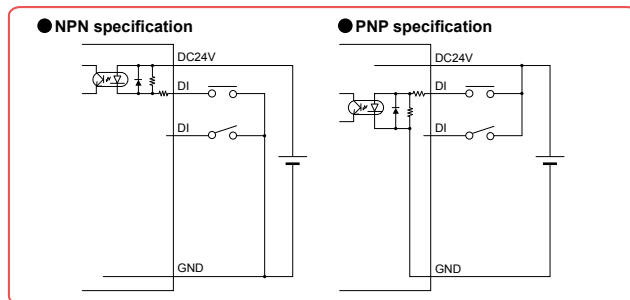 ● NPN specification
DC24V
DI
DI
GND
● PNP specification
DC24V
DI
DI
GND